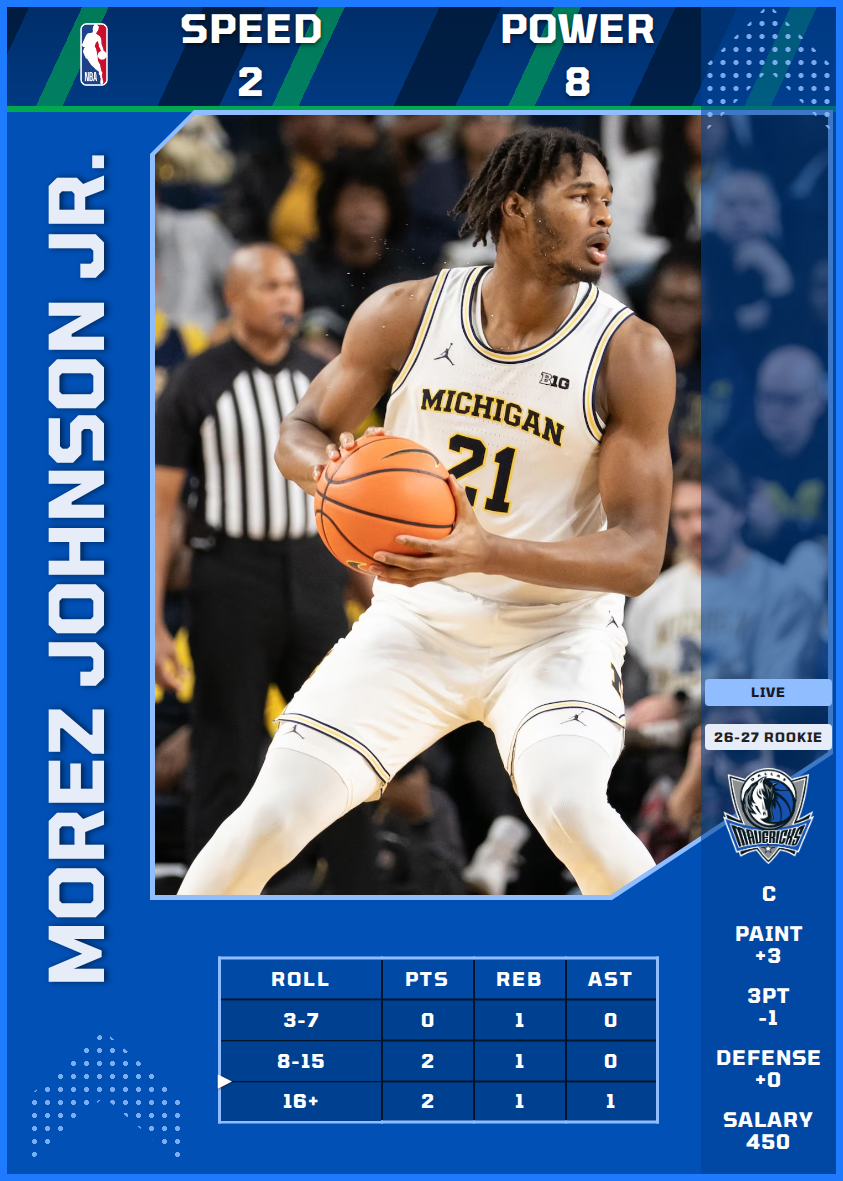 SPEED
2
POWER
8
NBA
MOREZ JOHNSON JR.
B1G
MICHIGAN
21
LIVE
26-27 ROOKIE
DALLAS
MAVERICKS
C
PAINT
+3
3PT
-1
DEFENSE
+0
SALARY
450
ROLL PTS REB AST
3-7 0 1 0
8-15 2 1 0
16+ 2 1 1